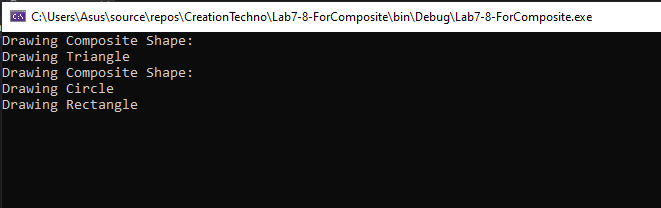 C:\Users\Asus\source\repos\CreationTechno\Lab7-8-ForComposite\bin\Debug\Lab7-8-ForComposite.exe
Drawing Composite Shape:
Drawing Triangle
Drawing Composite Shape:
Drawing Circle
Drawing Rectangle